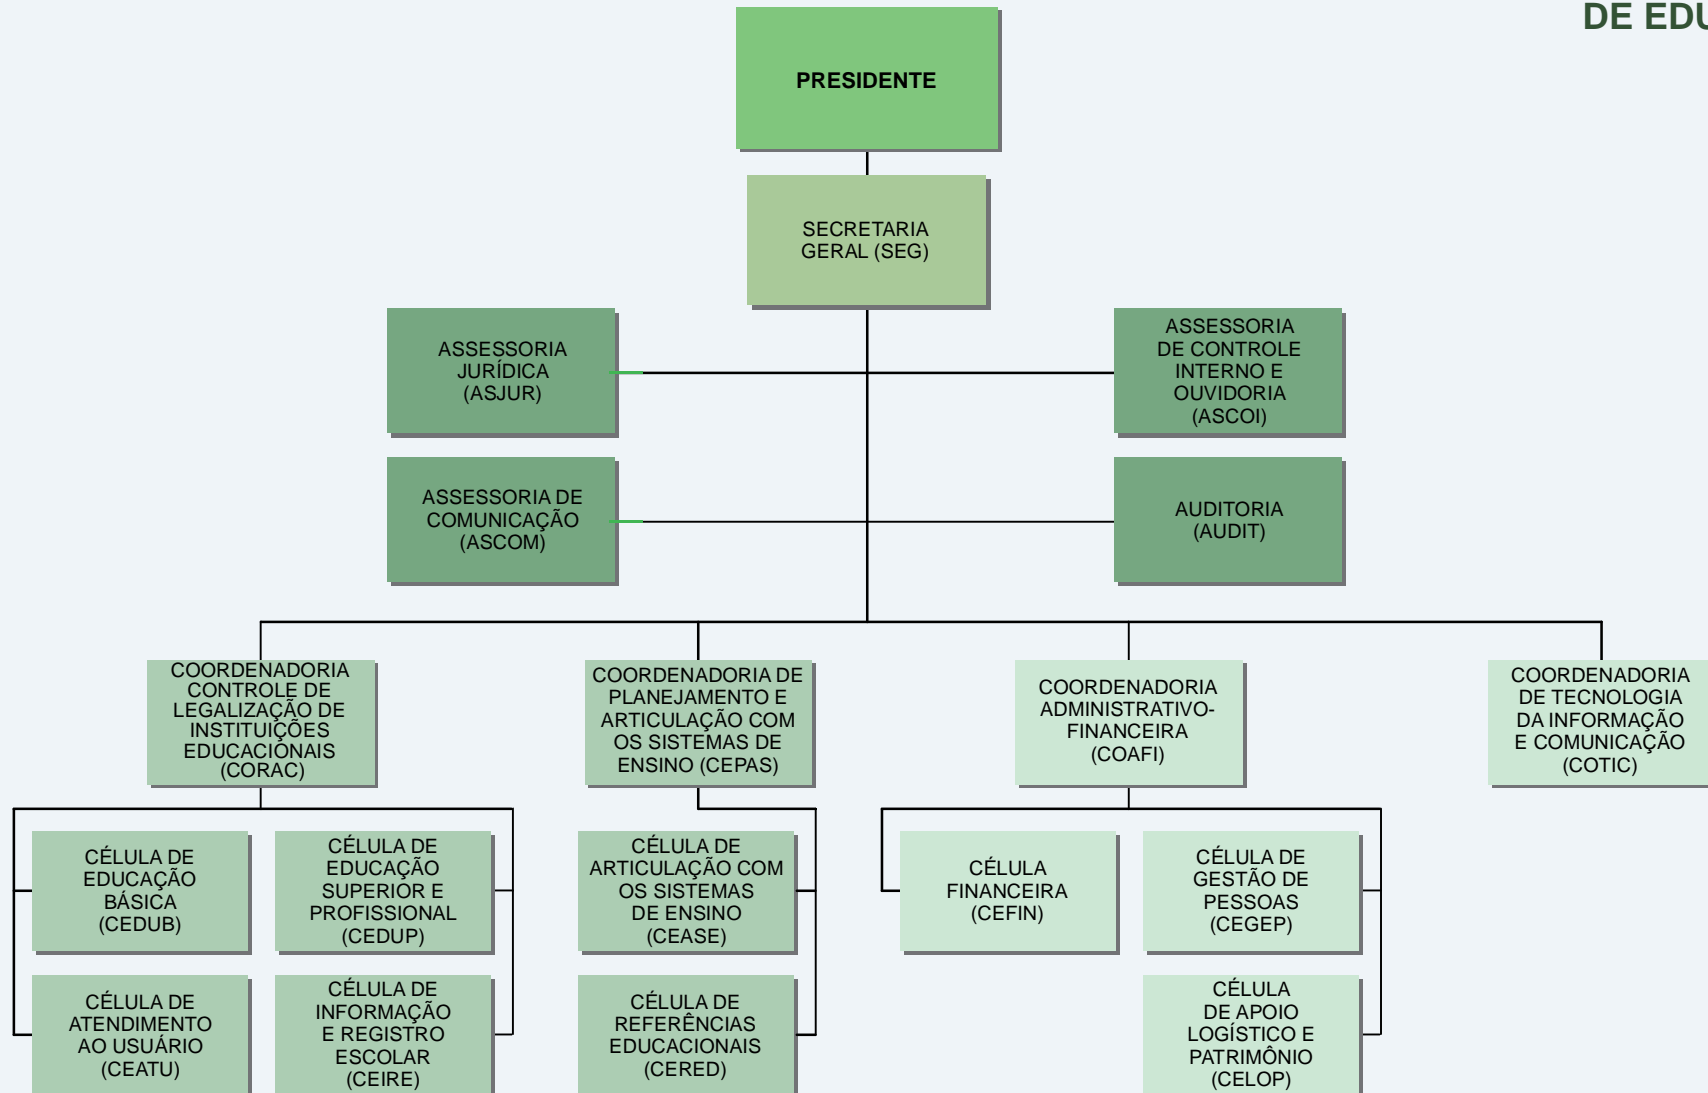 DE EDU
PRESIDENTE
SECRETARIA
GERAL (SEG)
ASSESSORIA
JURÍDICA
(ASJUR)
ASSESSORIA
DE CONTROLE
INTERNO E
OUVIDORIA
(ASCOI)
ASSESSORIA DE
COMUNICAÇÃO
(ASCOM)
AUDITORIA
(AUDIT)
COORDENADORIA
CONTROLE DE
LEGALIZAÇÃO DE
INSTITUIÇÕES
EDUCACIONAIS
(CORAC)
COORDENADORIA DE
PLANEJAMENTO E
ARTICULAÇÃO COM
OS SISTEMAS DE
ENSINO (CEPAS)
COORDENADORIA
ADMINISTRATIVO-
FINANCEIRA
(COAFI)
COORDENADORIA
DE TECNOLOGIA
DA INFORMAÇÃO
E COMUNICAÇÃO
(COTIC)
CÉLULA DE
EDUCAÇÃO
BÁSICA
(CEDUB)
CÉLULA DE
EDUCAÇÃO
SUPERIOR E
PROFISSIONAL
(CEDUP)
CÉLULA DE
ARTICULAÇÃO COM
OS SISTEMAS
DE ENSINO
(CEASE)
CÉLULA
FINANCEIRA
(CEFIN)
CÉLULA DE
GESTÃO DE
PESSOAS
(CEGEP)
CÉLULA DE
ATENDIMENTO
AO USUÁRIO
(CEATU)
CÉLULA DE
INFORMAÇÃO
E REGISTRO
ESCOLAR
(CEIRE)
CÉLULA DE
REFERÊNCIAS
EDUCACIONAIS
(CERED)
CÉLULA
DE APOIO
LOGÍSTICO E
PATRIMÔNIO
(CELOP)